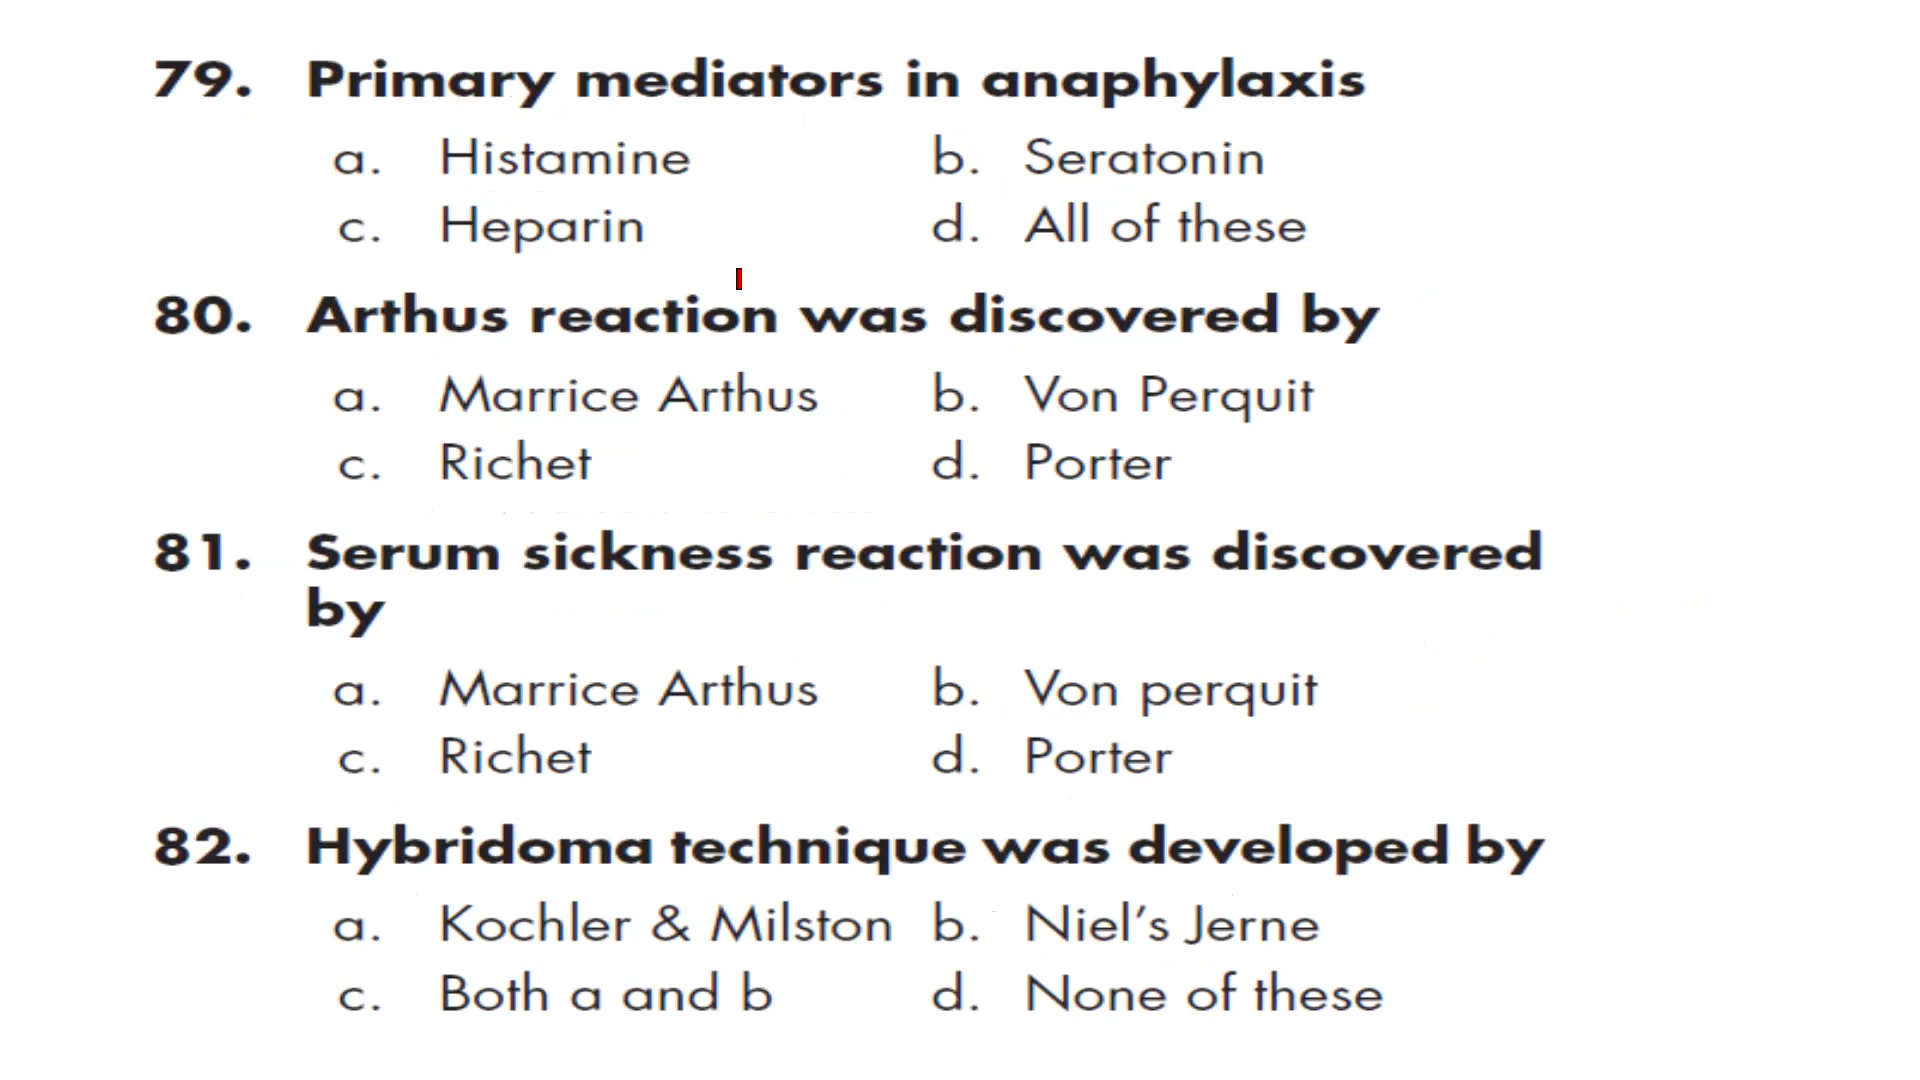 79. Primary mediators in anaphylaxis
a. Histamine b. Seratonin
c. Heparin d. All of these
80. Arthus reaction was discovered by
a. Marrice Arthus b. Von Perquit
c. Richet d. Porter
81. Serum sickness reaction was discovered
by
a. Marrice Arthus b. Von perquit
c. Richet d. Porter
82. Hybridoma technique was developed by
a. Kochler & Milston b. Niel's Jerne
c. Both a and b d. None of these